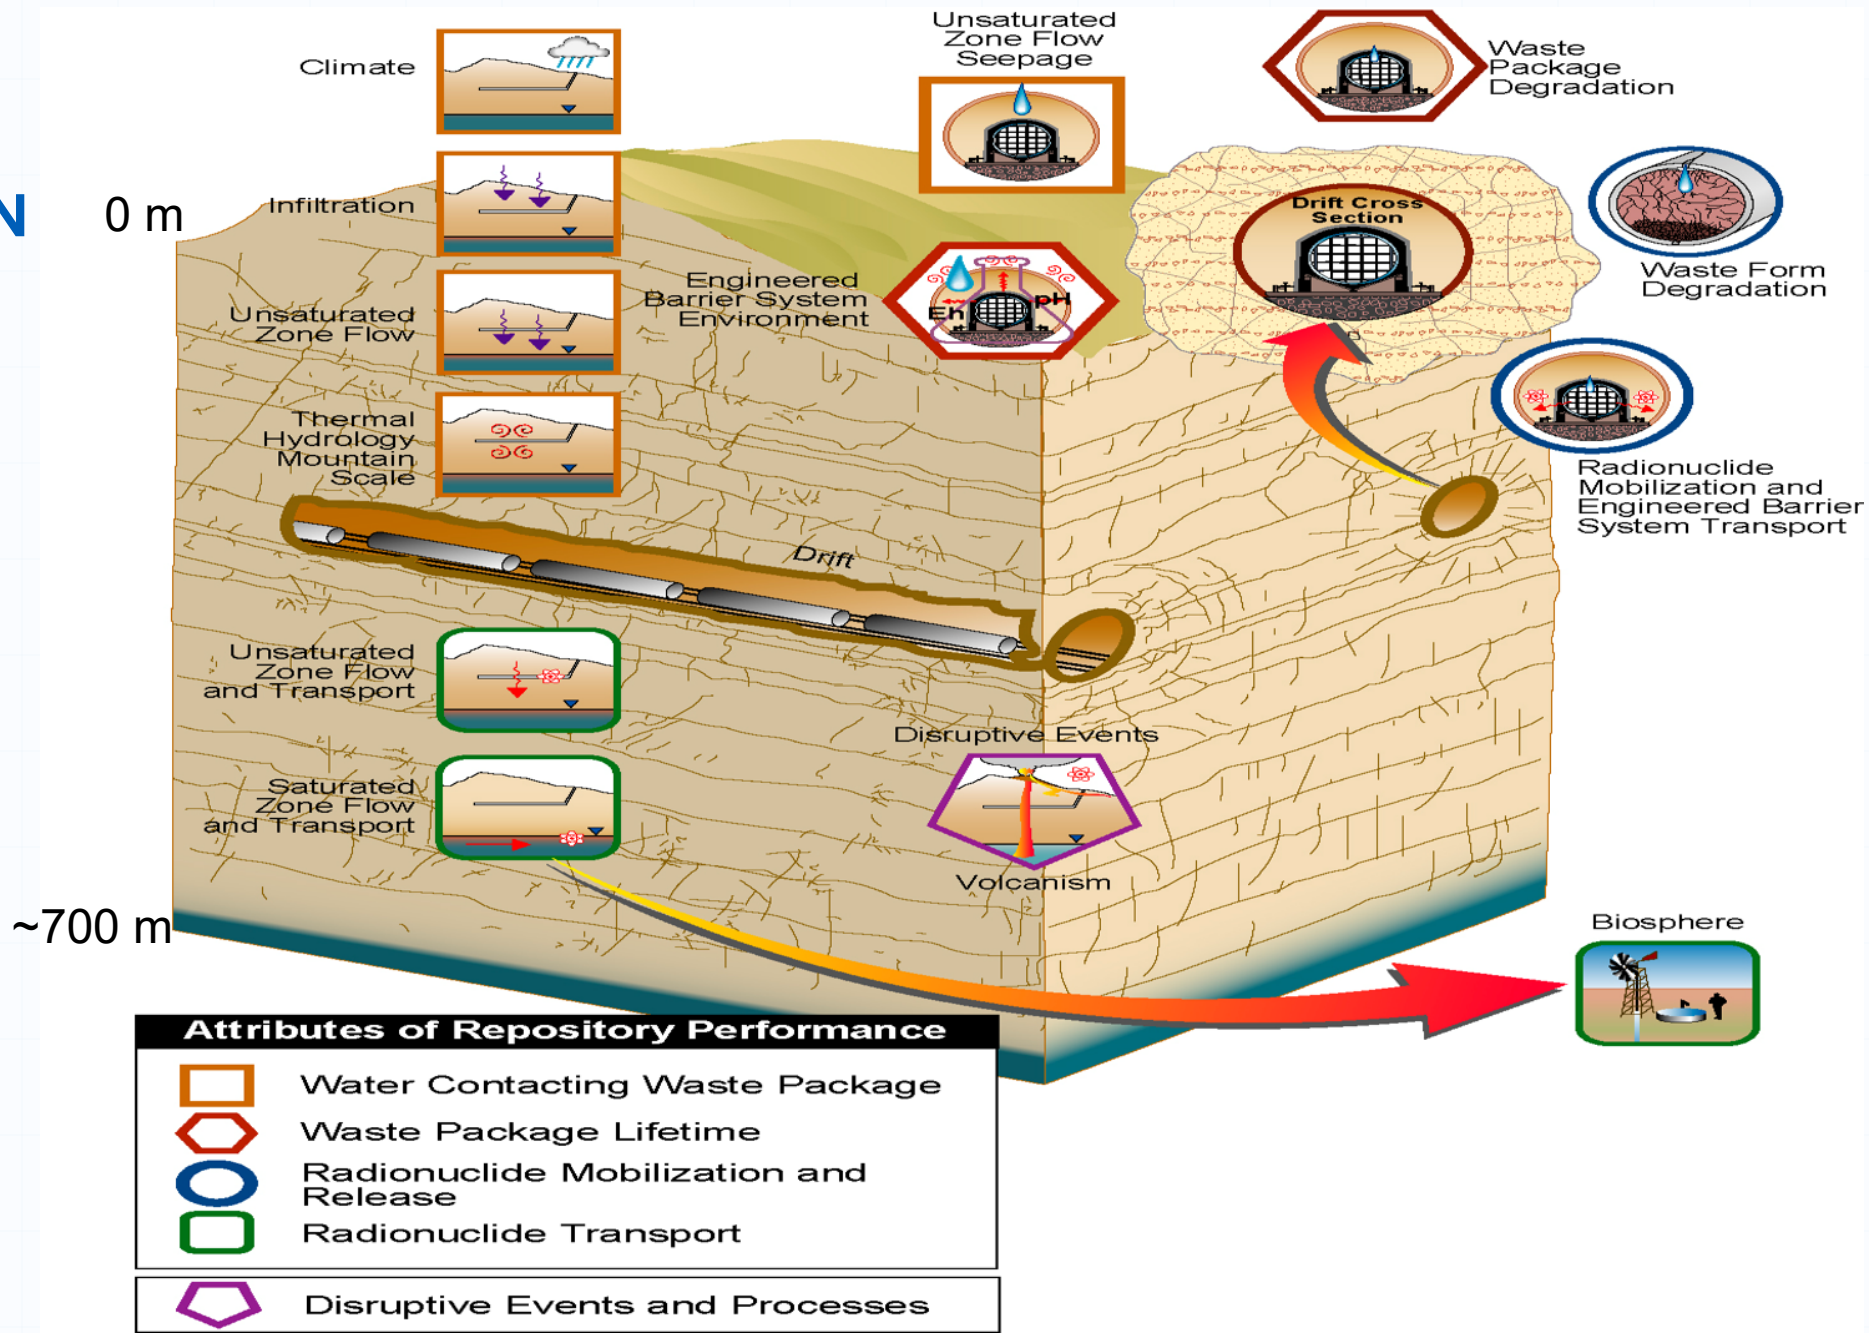 Climate
Unsaturated
Zone Flow
Seepage
Waste
Package
Degradation
N
0 m
Infiltration
Drift Cross
Section
Waste Form
Degradation
Engineered
Barrier System
Environment
Eh
pH
Unsaturated
Zone Flow
Thermal
Hydrology
Mountain
Scale
Radionuclide
Mobilization and
Engineered Barrier
System Transport
Drift
Unsaturated
Zone Flow
and Transport
Disruptive Events
Saturated
Zone Flow
and Transport
Volcanism
~700 m
Biosphere
Attributes of Repository Performance
Water Contacting Waste Package
Waste Package Lifetime
Radionuclide Mobilization and
Release
Radionuclide Transport
Disruptive Events and Processes